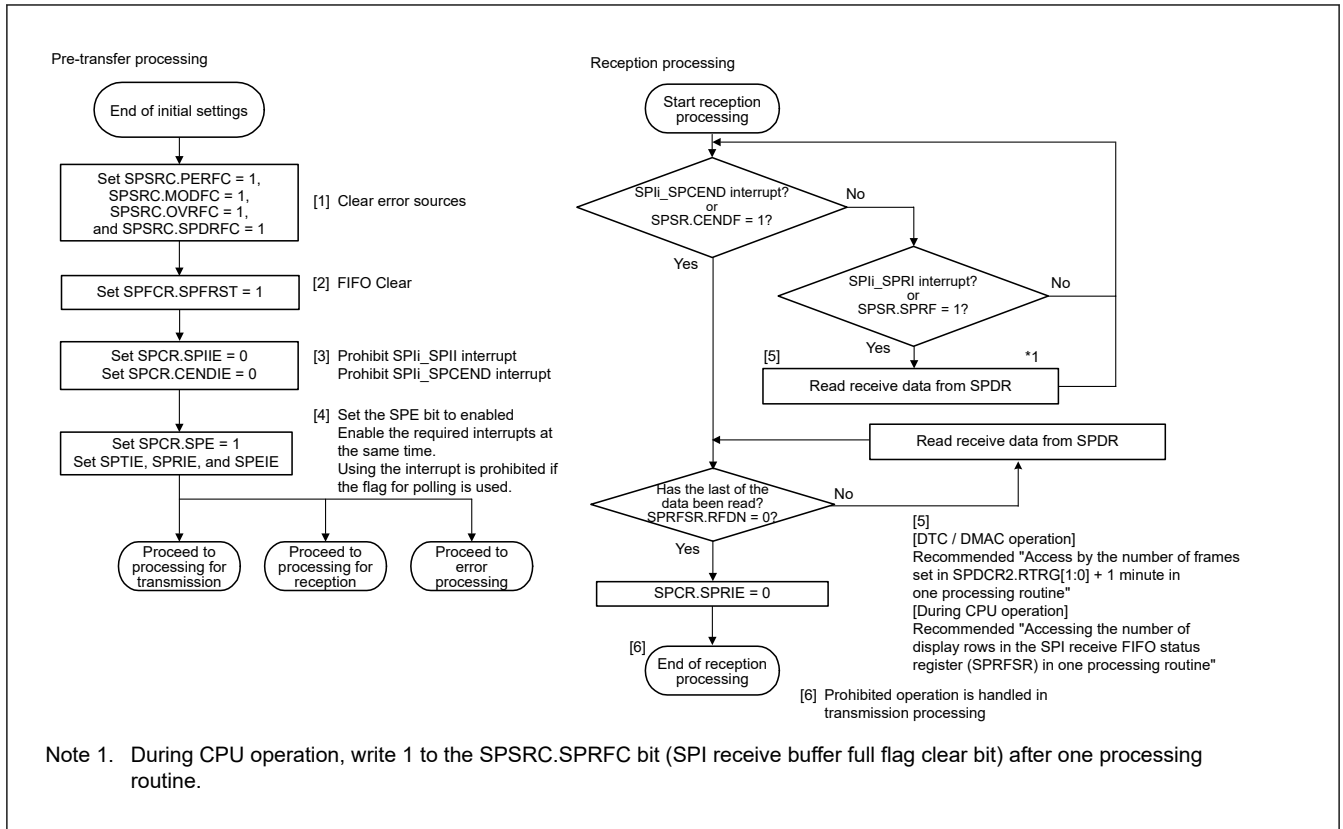 Pre-transfer processing
End of initial settings
Set SPSRC.PERFC = 1,
SPSRC.MODFC = 1,
SPSRC.OVRFC = 1,
and SPSRC.SPDRFC = 1
[1] Clear error sources
Set SPFCR.SPFRST = 1
[2] FIFO Clear
Set SPCR.SPIIE = 0
Set SPCR.CENDIE = 0
[3] Prohibit SPIi_SPII interrupt
Prohibit SPIi_SPCEND interrupt
Set SPCR.SPE = 1
Set SPTIE, SPRIE, and SPEIE
[4] Set the SPE bit to enabled
Enable the required interrupts at
the same time.
Using the interrupt is prohibited if
the flag for polling is used.
Proceed to
processing for
transmission
Proceed to
processing for
reception
Proceed to
error
processing
Reception processing
Start reception
processing
SPIi_SPCEND interrupt?
or
SPSR.CENDF = 1?
No
Yes
SPIi_SPRI interrupt?
or
SPSR.SPRF = 1?
No
Yes
[5]
*1
Read receive data from SPDR
Read receive data from SPDR
Has the last of the
data been read?
SPRFSR.RFDN = 0?
No
Yes
SPCR.SPRIE = 0
[6]
End of reception
processing
[5]
[DTC / DMAC operation]
Recommended "Access by the number of frames
set in SPDCR2.RTRG[1:0] + 1 minute in
one processing routine"
[During CPU operation]
Recommended "Accessing the number of
display rows in the SPI receive FIFO status
register (SPRFSR) in one processing routine"
[6] Prohibited operation is handled in
transmission processing
Note 1. During CPU operation, write 1 to the SPSRC.SPRFC bit (SPI receive buffer full flag clear bit) after one processing
routine.